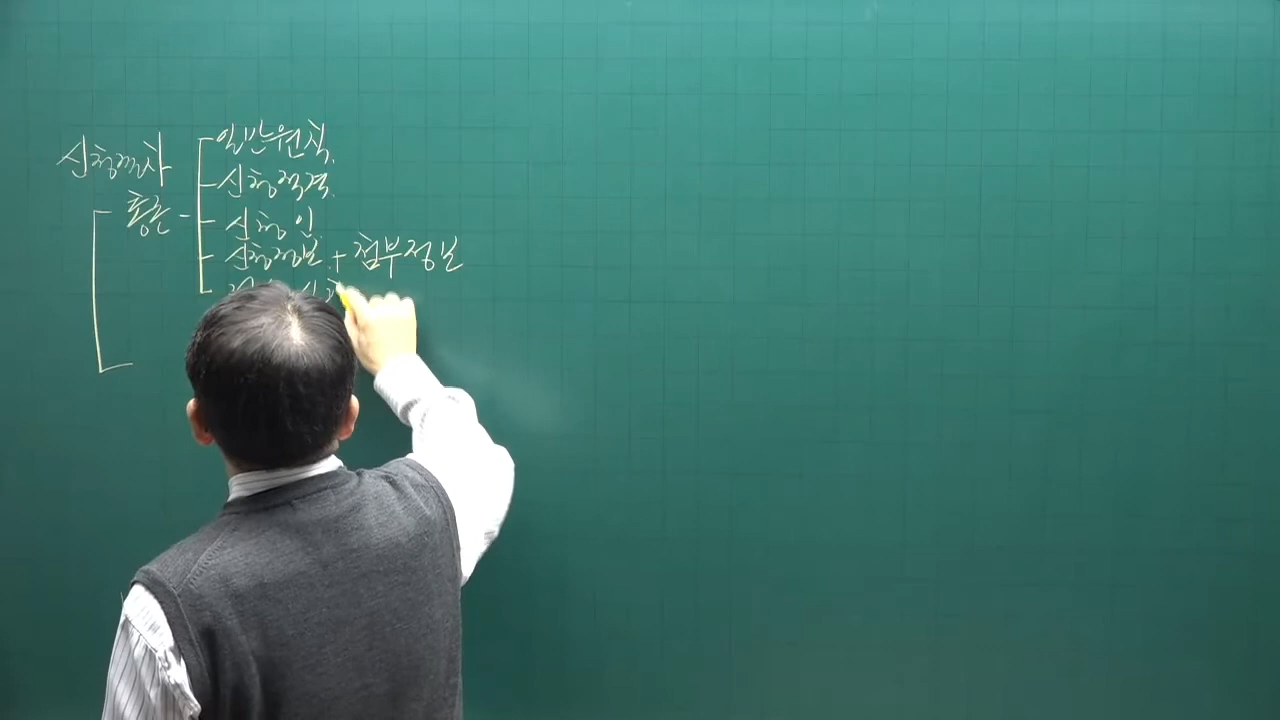 신청절차
총론
일반원칙.
신청적격.
신청인.
신청정보 + 첨부정보